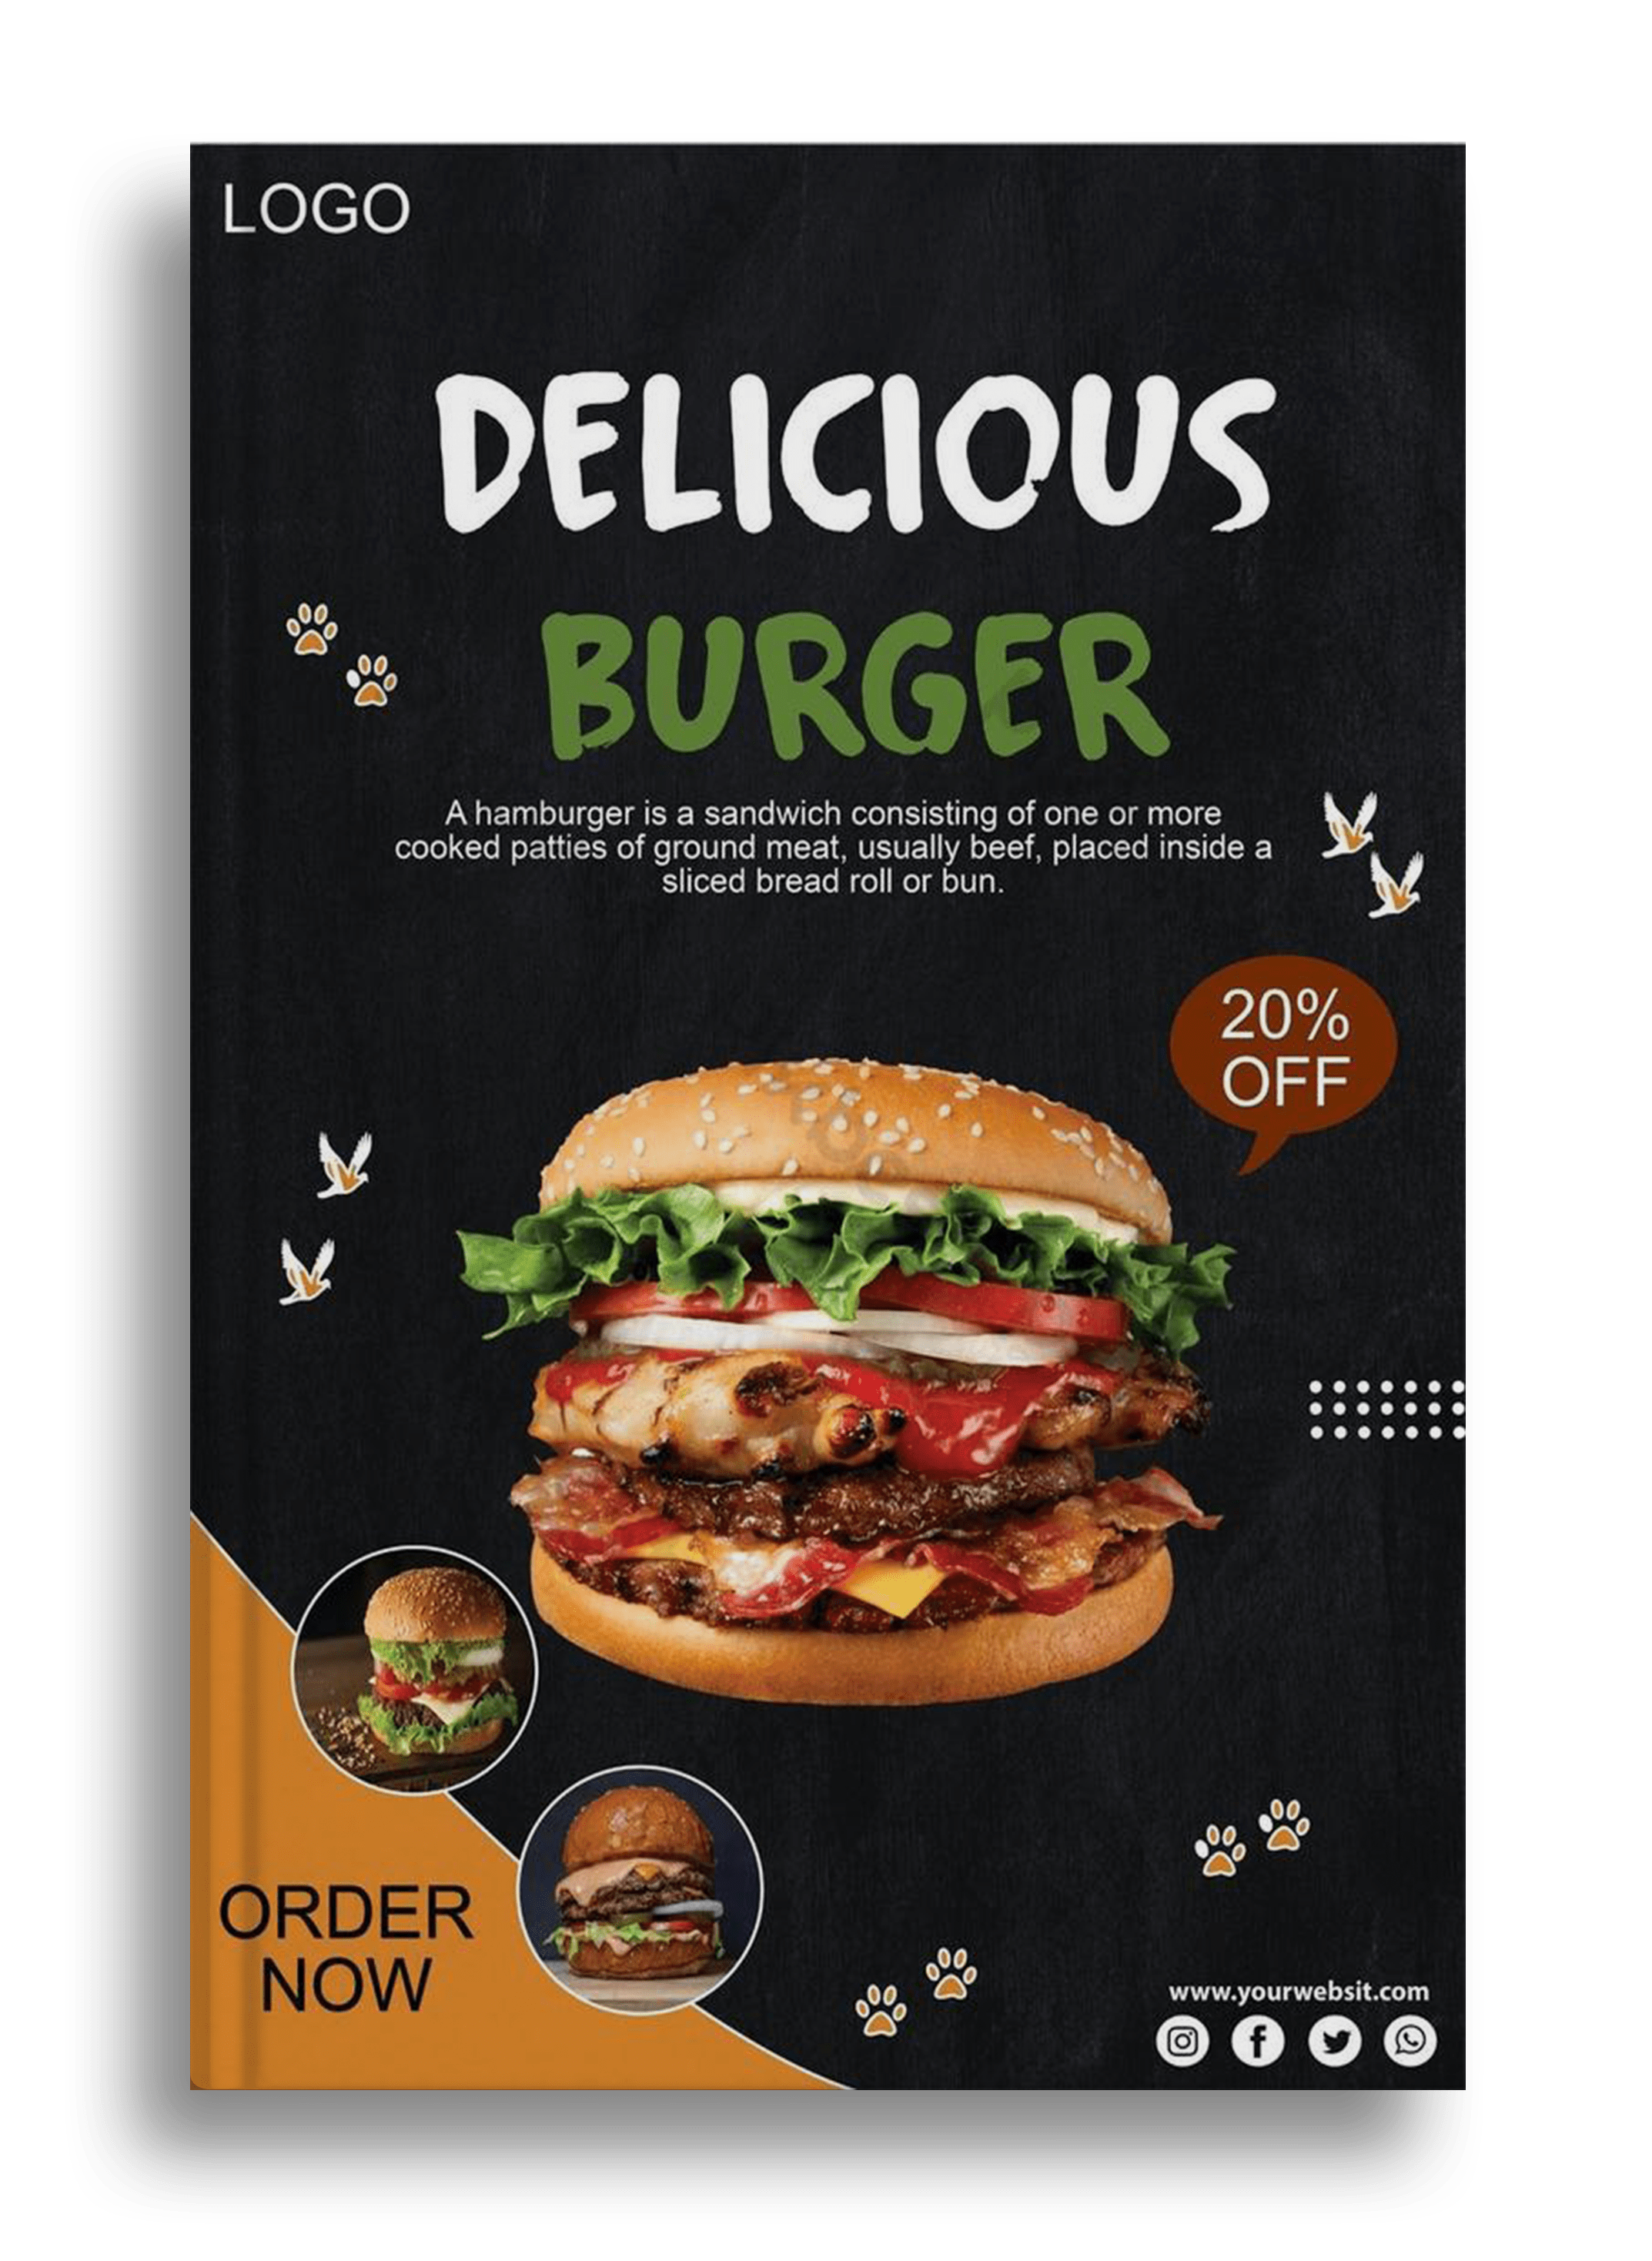 LOGO
DELICIOUS
BURGER
A hamburger is a sandwich consisting of one or more
cooked patties of ground meat, usually beef, placed inside a
sliced bread roll or bun.
20%
OFF
ORDER
NOW
www.yourwebsit.com